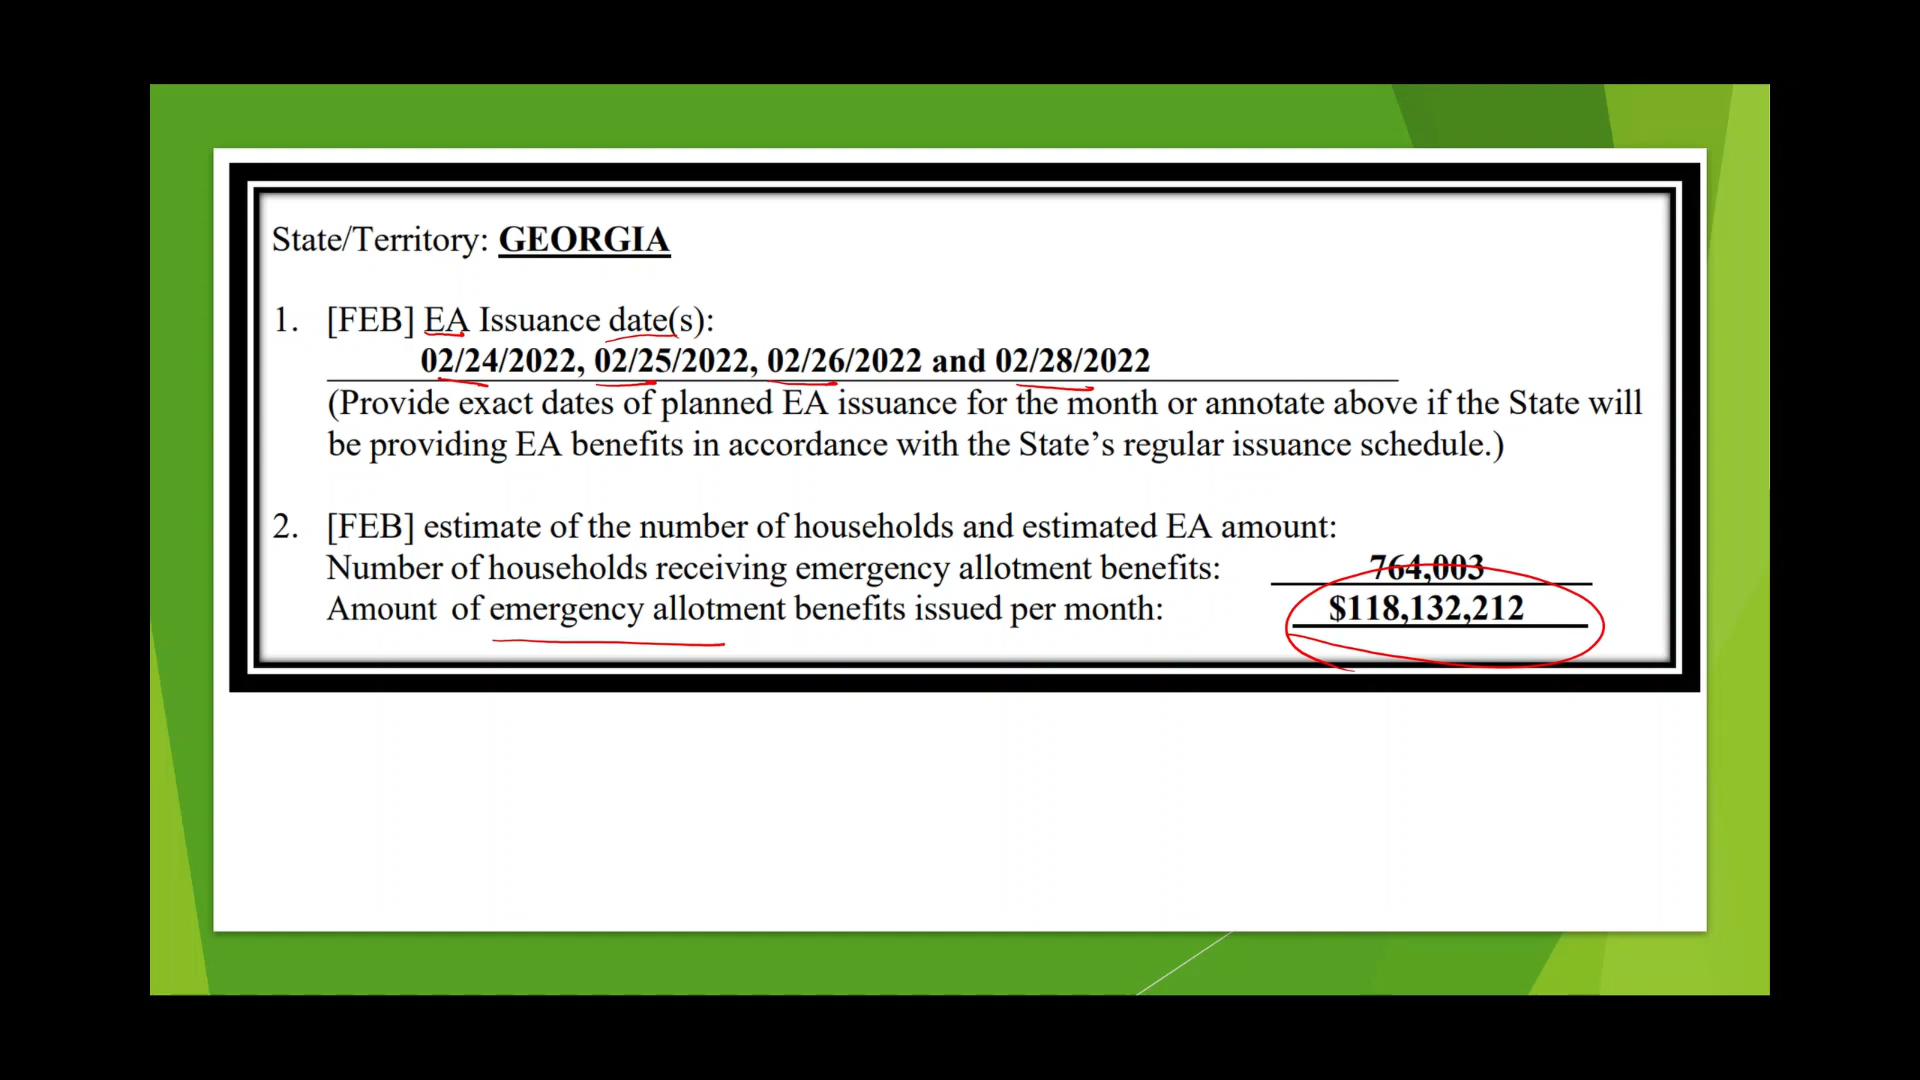 State/Territory: GEORGIA
1. [FEB] EA Issuance date(s):
02/24/2022, 02/25/2022, 02/26/2022 and 02/28/2022
(Provide exact dates of planned EA issuance for the month or annotate above if the State will
be providing EA benefits in accordance with the State’s regular issuance schedule.)
2. [FEB] estimate of the number of households and estimated EA amount:
Number of households receiving emergency allotment benefits: 764,003
Amount of emergency allotment benefits issued per month: $118,132,212